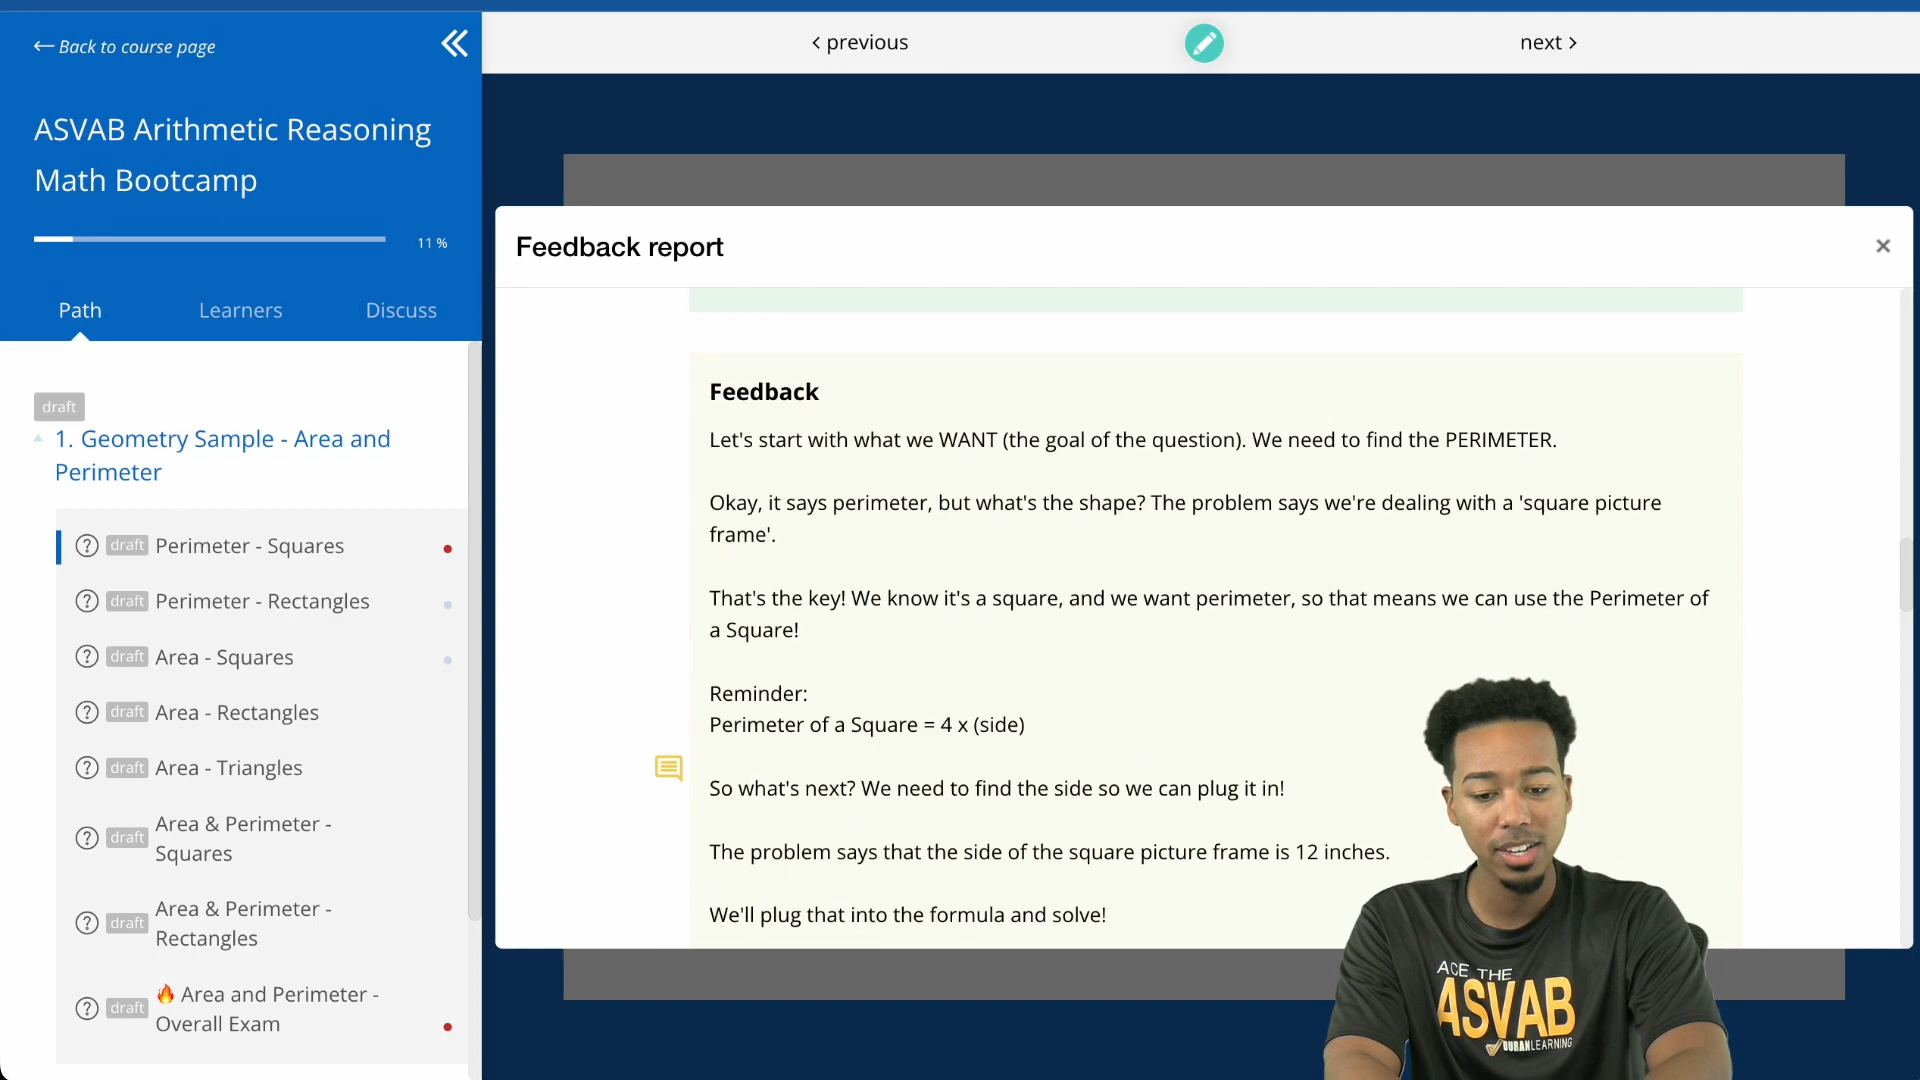 Back to course page
ASVAB Arithmetic Reasoning
Math Bootcamp
11 %
Path
Learners
Discuss
draft
1. Geometry Sample - Area and
Perimeter
draft Perimeter - Squares
draft Perimeter - Rectangles
draft Area - Squares
draft Area - Rectangles
draft Area - Triangles
draft Area & Perimeter -
Squares
draft Area & Perimeter -
Rectangles
draft 🔥 Area and Perimeter -
Overall Exam
< previous
next >
Feedback report
Feedback
Let's start with what we WANT (the goal of the question). We need to find the PERIMETER.
Okay, it says perimeter, but what's the shape? The problem says we're dealing with a 'square picture
frame'.
That's the key! We know it's a square, and we want perimeter, so that means we can use the Perimeter of
a Square!
Reminder:
Perimeter of a Square = 4 x (side)
So what's next? We need to find the side so we can plug it in!
The problem says that the side of the square picture frame is 12 inches.
We'll plug that into the formula and solve!
ACE THE
ASVAB
DURANLEARNING